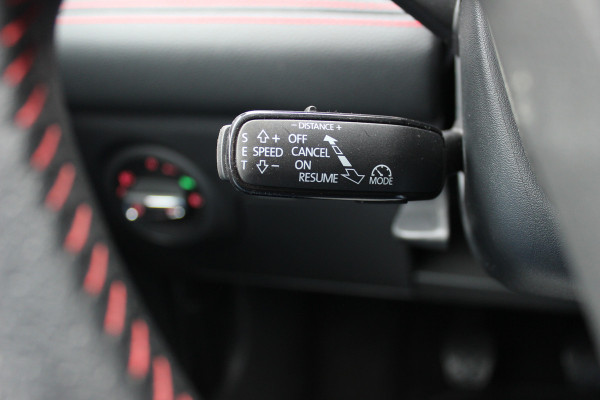 − DISTANCE +
S + OFF
E SPEED CANCEL
T − ON
RESUME MODE